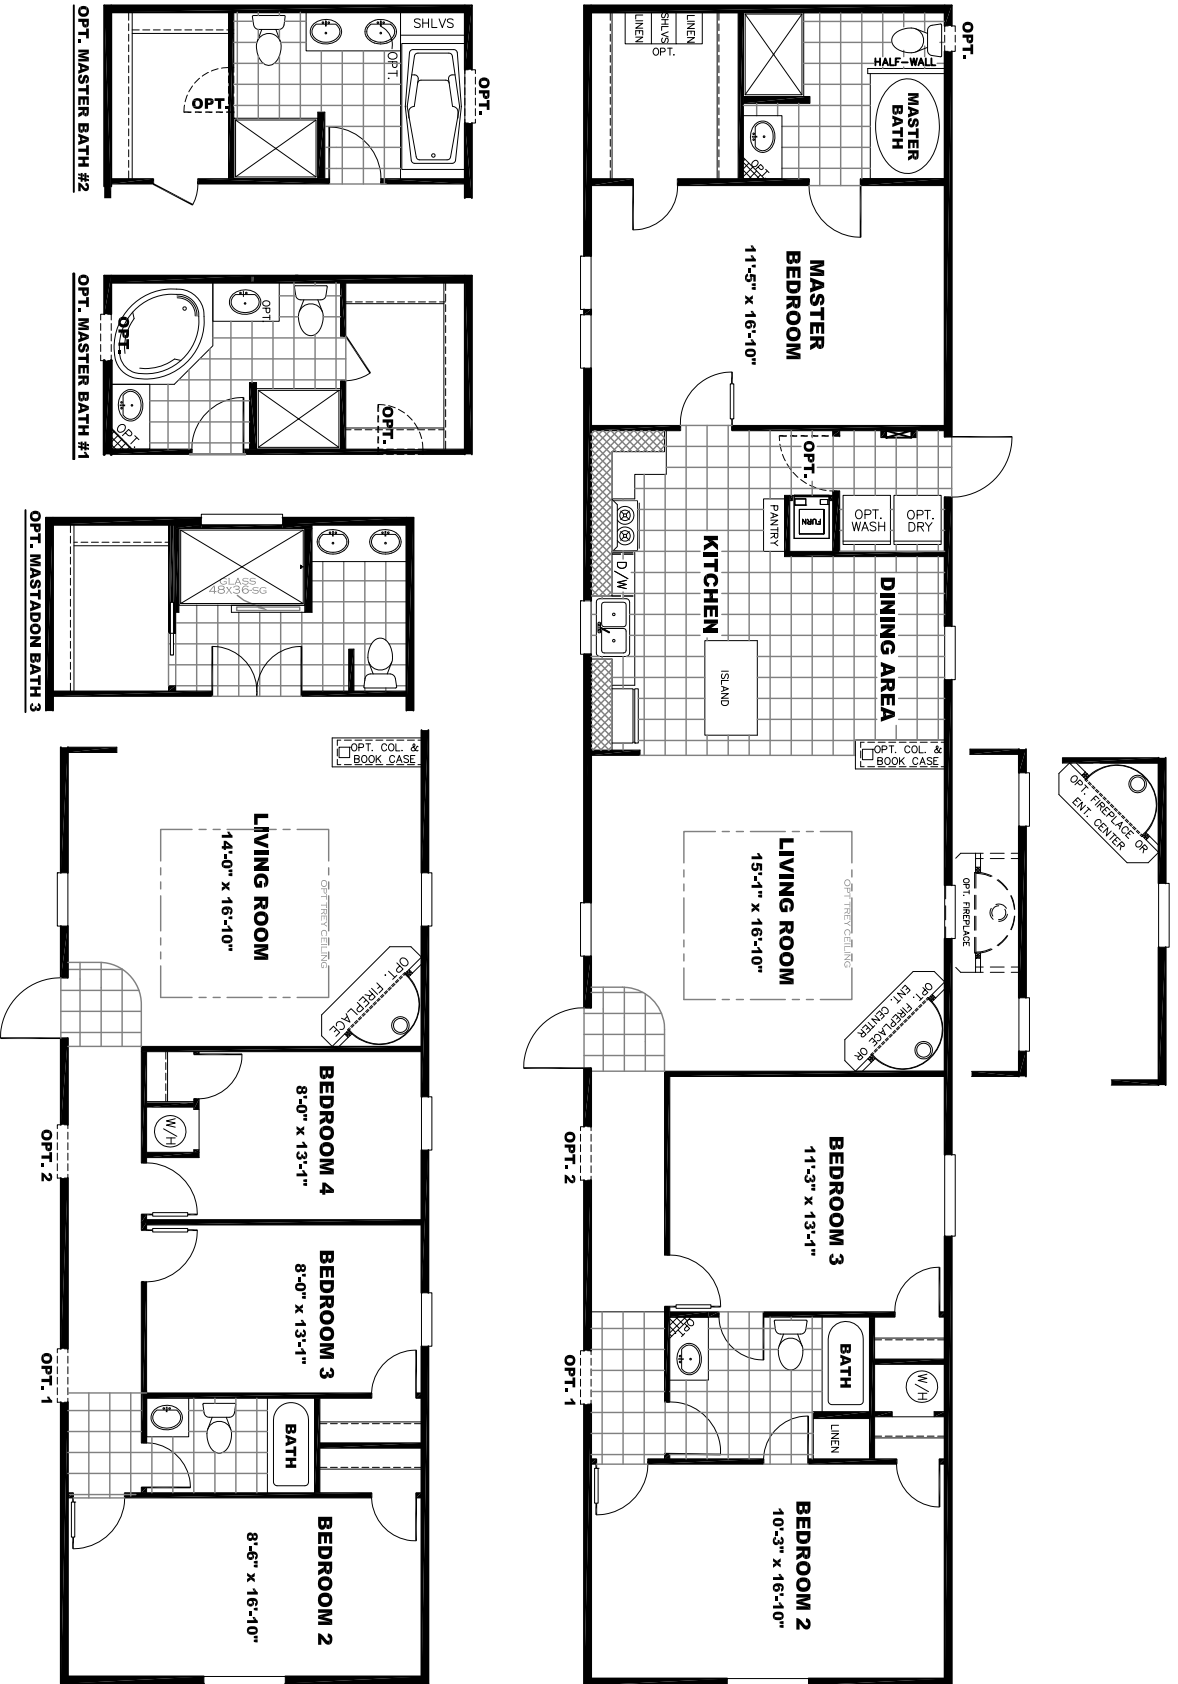 OPT. MASTER BATH #2
SHLVS
OPT.
OPT.
OPT.
OPT. MASTER BATH #1
OPT.
OPT.
OPT
OPT.
OPT. MASTADON BATH 3
GLASS
48X36-SG
LINEN
SHLVS
LINEN
OPT.
OPT.
HALF-WALL
MASTER
BATH
OPT
MASTER
BEDROOM
11'-5" x 16'-10"
OPT.
OPT.
WASH
OPT.
DRY
FURN
PANTRY
KITCHEN
D/W
DINING AREA
ISLAND
OPT. COL. &
BOOK CASE
LIVING ROOM
15'-1" x 16'-10"
OPT TREY CEILING
OPT. FIREPLACE OR
ENT. CENTER
OPT. FIREPLACE
OPT. FIREPLACE OR
ENT. CENTER
BEDROOM 3
11'-3" x 13'-1"
OPT. 2
OPT. 1
OPT
BATH
W/H
LINEN
BEDROOM 2
10'-3" x 16'-10"
OPT. COL. &
BOOK CASE
LIVING ROOM
14'-0" x 16'-10"
OPT TREY CEILING
OPT. FIREPLACE
BEDROOM 4
8'-0" x 13'-1"
W/H
OPT. 2
BEDROOM 3
8'-0" x 13'-1"
OPT. 1
BATH
BEDROOM 2
8'-6" x 16'-10"